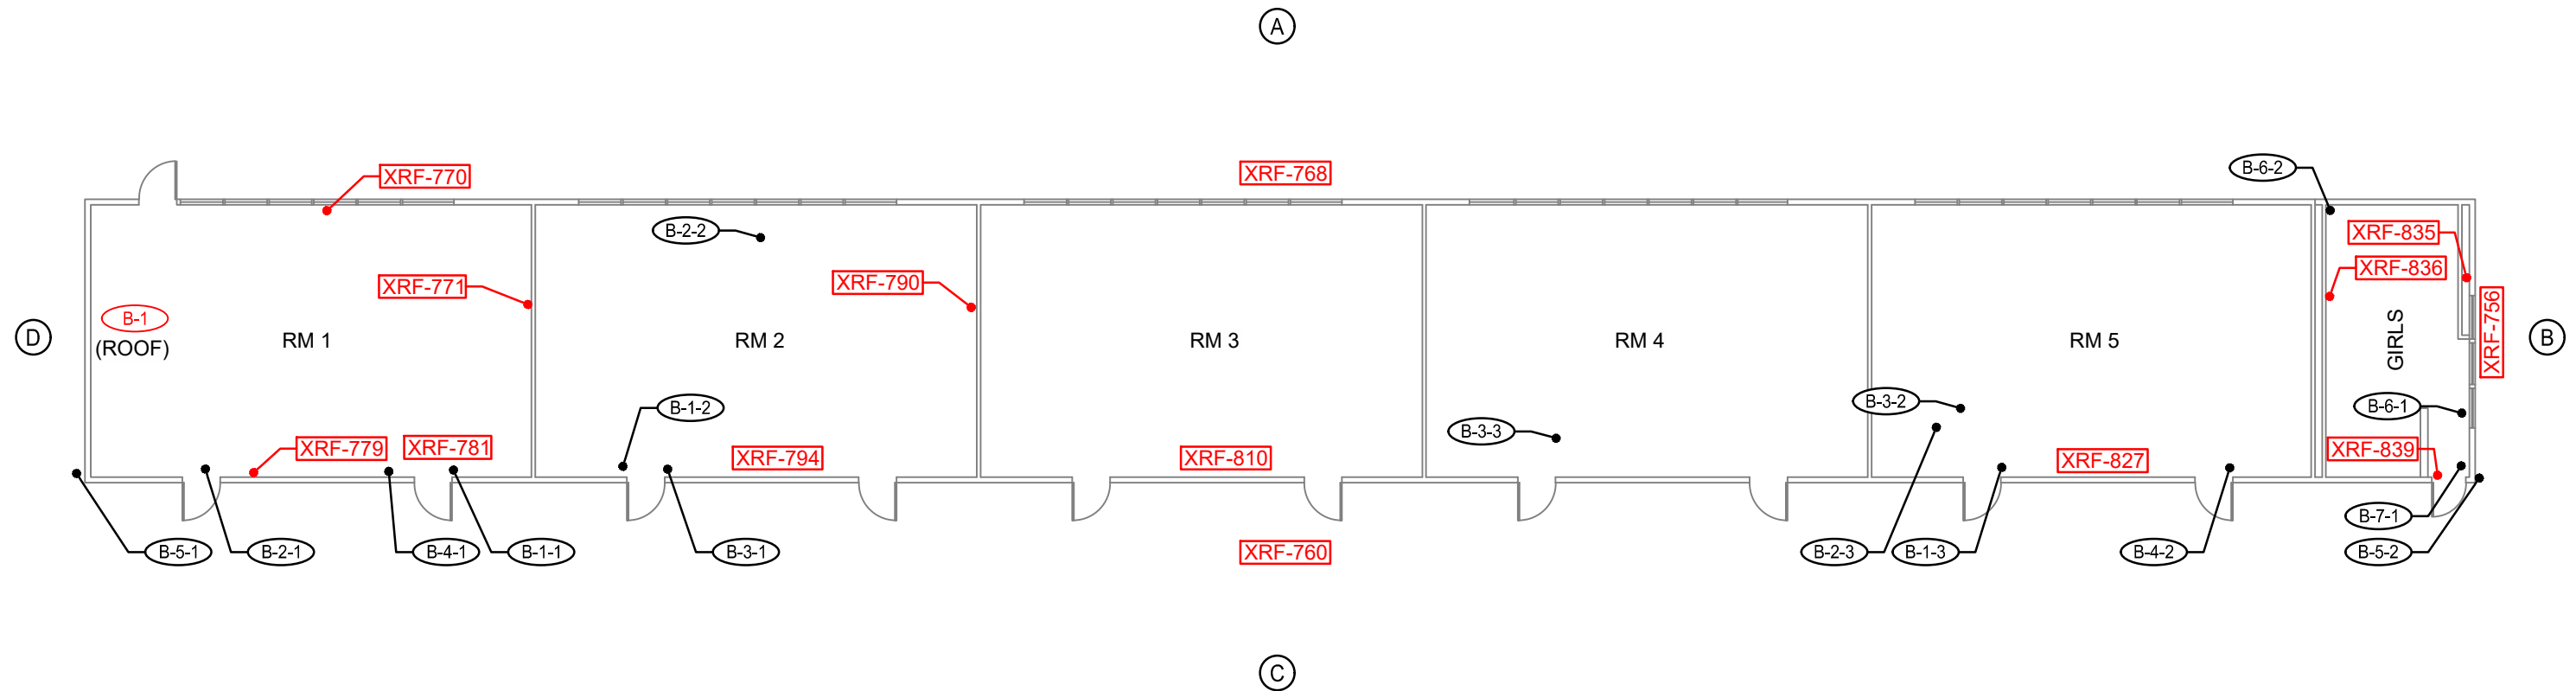 A
B-6-2
XRF-768
XRF-770
B-2-2
XRF-835
XRF-836
XRF-771
XRF-790
XRF-756
B-1
(ROOF)
D
RM 1
RM 2
RM 3
RM 4
RM 5
GIRLS
B
B-1-2
B-3-2
B-6-1
B-3-3
XRF-779
XRF-781
XRF-794
XRF-810
XRF-827
XRF-839
B-7-1
B-5-1
B-2-1
B-4-1
B-1-1
B-3-1
XRF-760
B-2-3
B-1-3
B-4-2
B-5-2
C